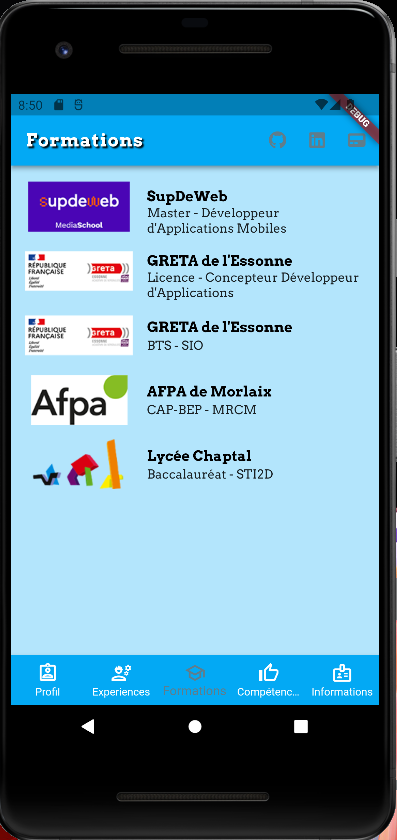 8:50
DEBUG
Formations
supdeweb
MediaSchool
SupDeWeb
Master - Développeur
d'Applications Mobiles
RÉPUBLIQUE
FRANÇAISE
Liberté
Égalité
Fraternité
Greta
GRETA de l'Essonne
Licence - Concepteur Développeur
d'Applications
RÉPUBLIQUE
FRANÇAISE
Liberté
Égalité
Fraternité
Greta
GRETA de l'Essonne
BTS - SIO
Afpa
AFPA de Morlaix
CAP-BEP - MRCM
Lycée Chaptal
Baccalauréat - STI2D
Profil
Experiences
Formations
Compétenc...
Informations